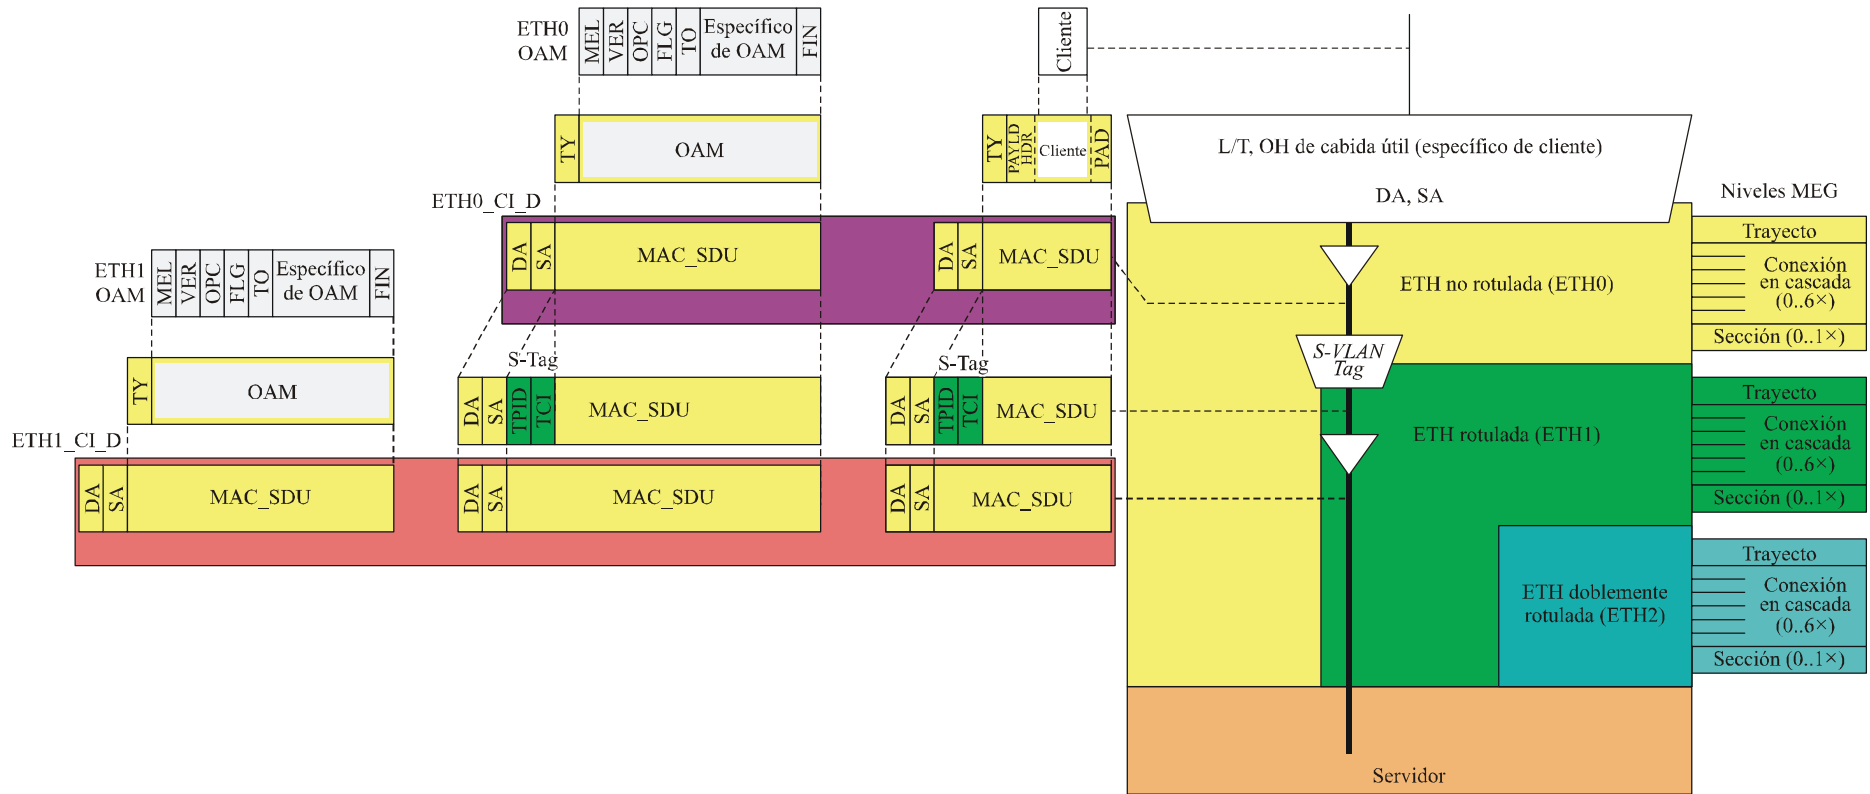 ETH0
OAM
MEL
VER
OPC
FLG
TO
Específico
de OAM
FIN
Cliente
TY
OAM
TY
PAYLD
HDR
Cliente
PAD
L/T, OH de cabida útil (específico de cliente)
DA, SA
ETH0_CI_D
DA
SA
MAC_SDU
DA
SA
MAC_SDU
ETH1
OAM
MEL
VER
OPC
FLG
TO
Específico
de OAM
FIN
TY
OAM
S-Tag
DA
SA
TPID
TCI
MAC_SDU
S-Tag
DA
SA
TPID
TCI
MAC_SDU
ETH1_CI_D
DA
SA
MAC_SDU
DA
SA
MAC_SDU
DA
SA
MAC_SDU
ETH no rotulada (ETH0)
S-VLAN
Tag
ETH rotulada (ETH1)
ETH doblemente
rotulada (ETH2)
Servidor
Niveles MEG
Trayecto
Conexión
en cascada
(0..6×)
Sección (0..1×)
Trayecto
Conexión
en cascada
(0..6×)
Sección (0..1×)
Trayecto
Conexión
en cascada
(0..6×)
Sección (0..1×)